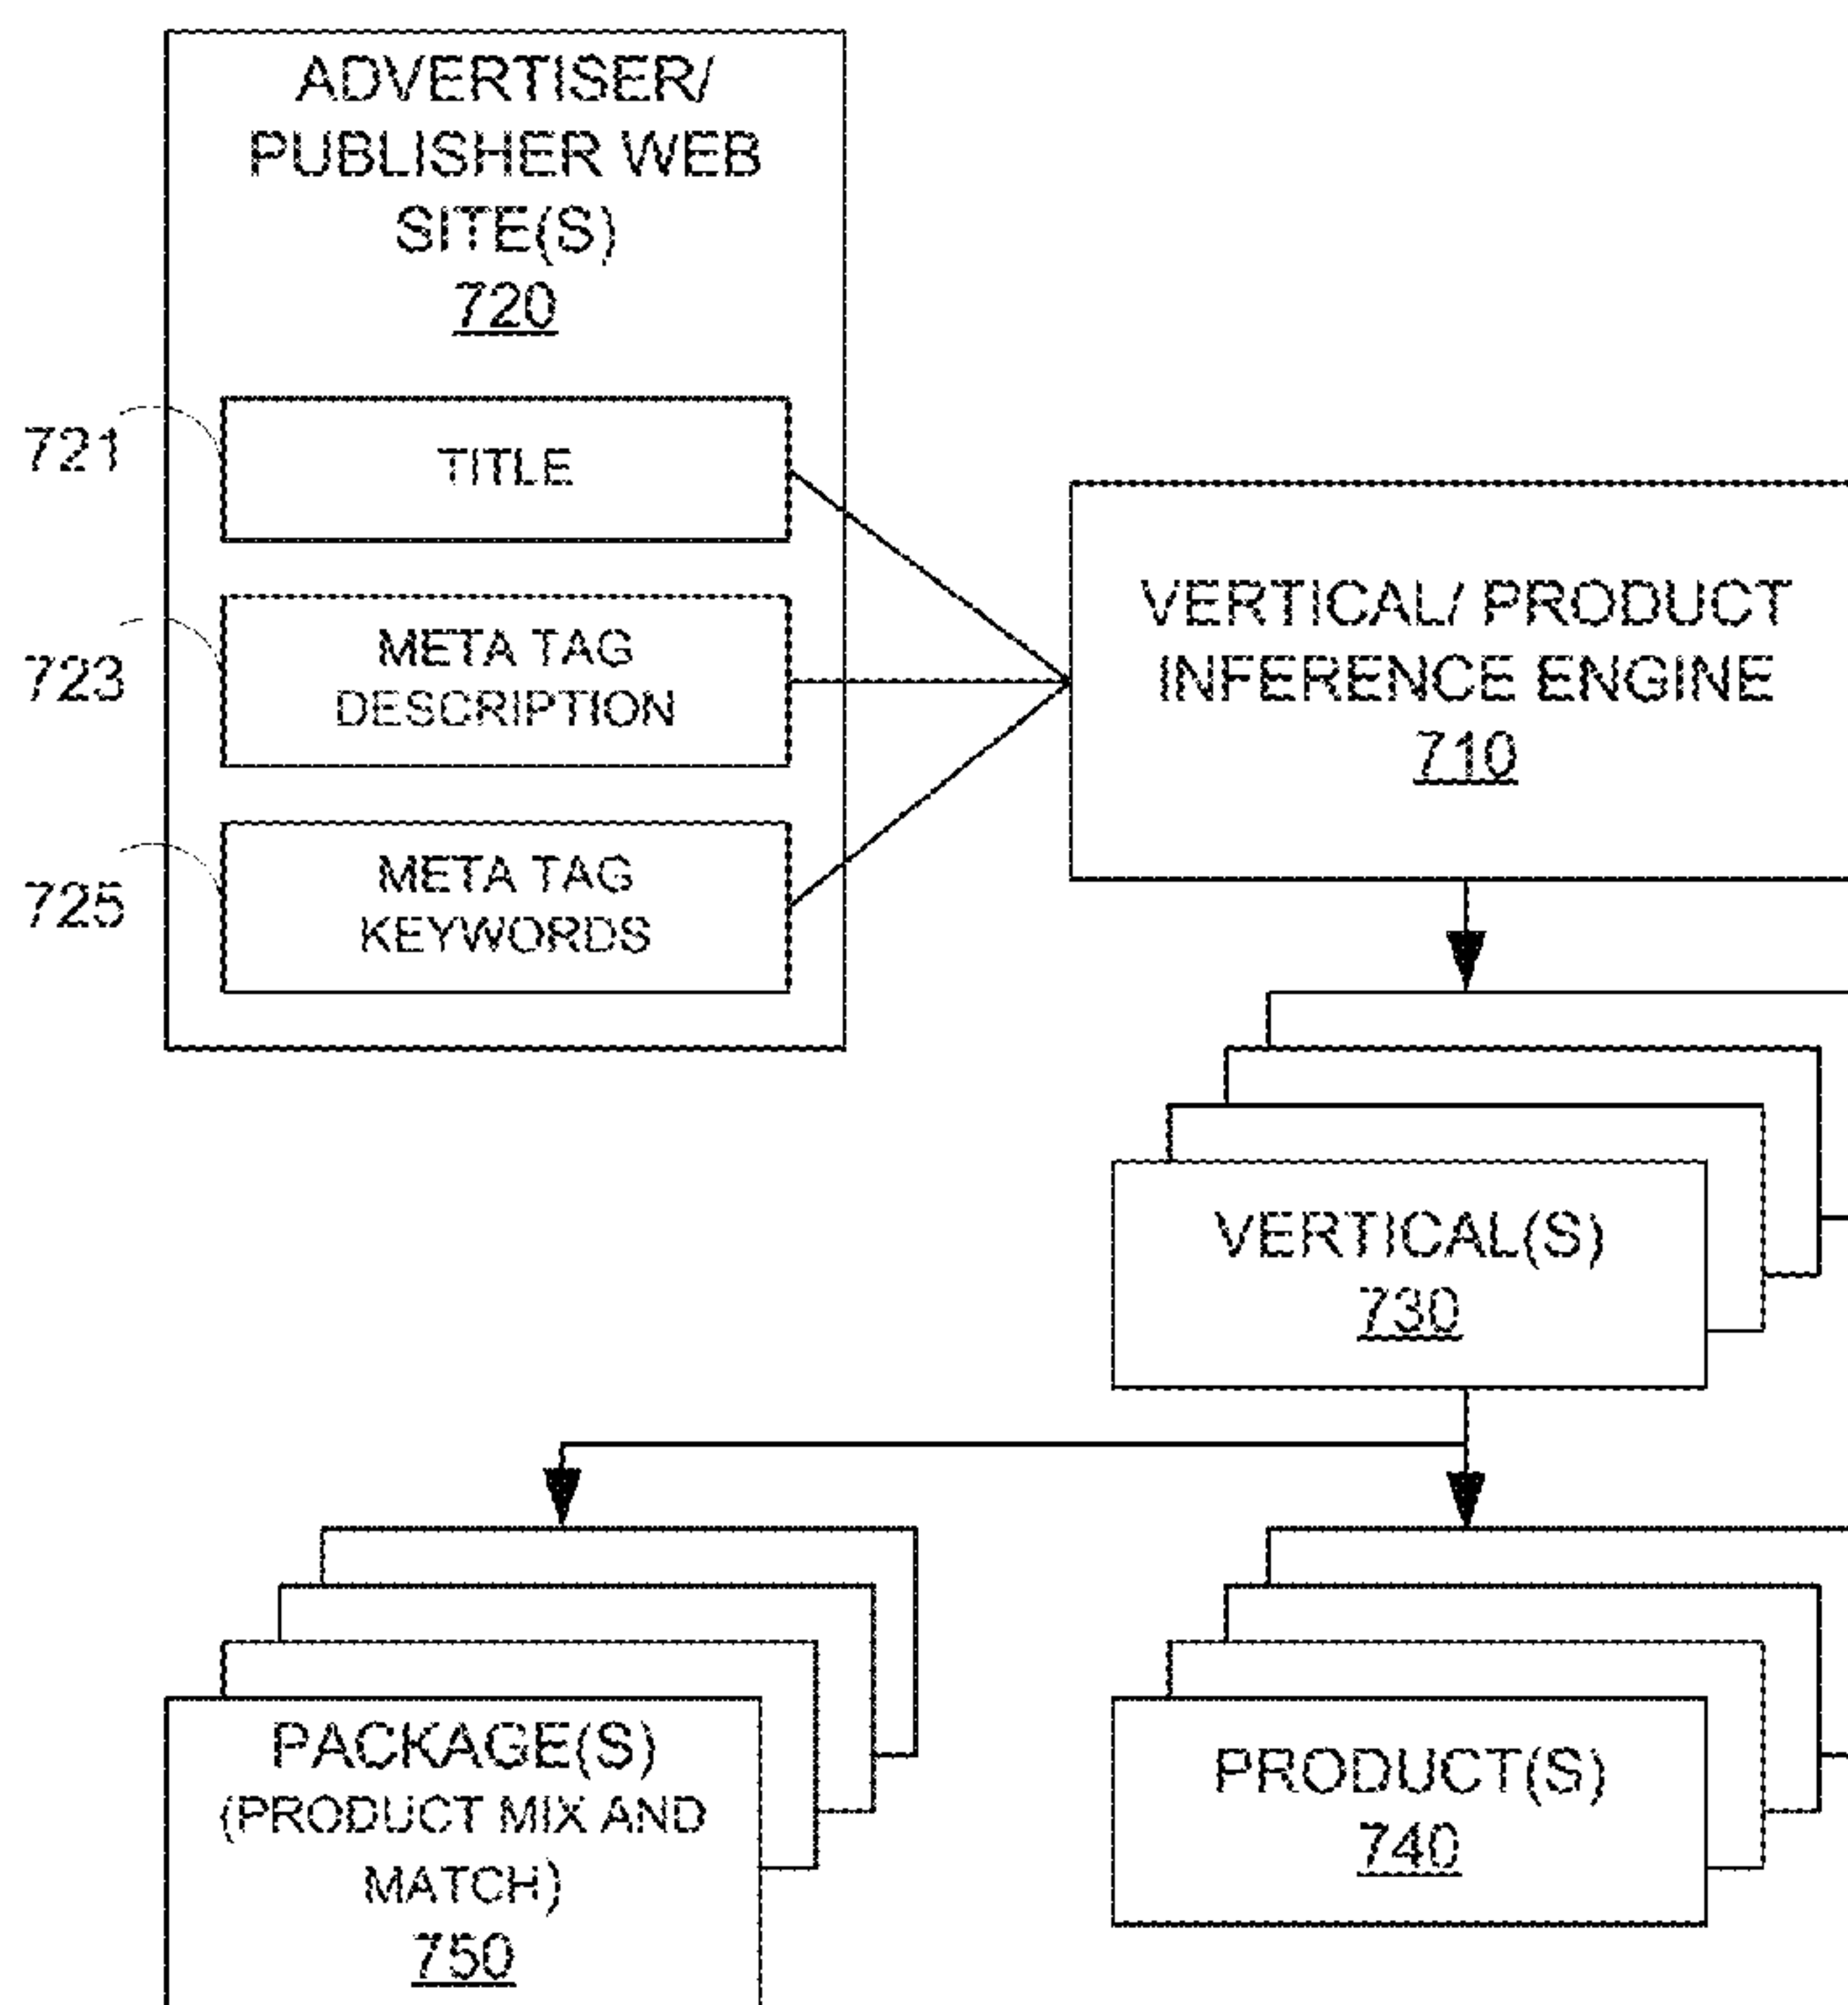 ADVERTISER/
PUBLISHER WEB
SITE(S)
720
721
TITLE
723
META TAG
DESCRIPTION
725
META TAG
KEYWORDS
VERTICAL/ PRODUCT
INFERENCE ENGINE
710
VERTICAL(S)
730
PACKAGE(S)
(PRODUCT MIX AND
MATCH)
750
PRODUCT(S)
740